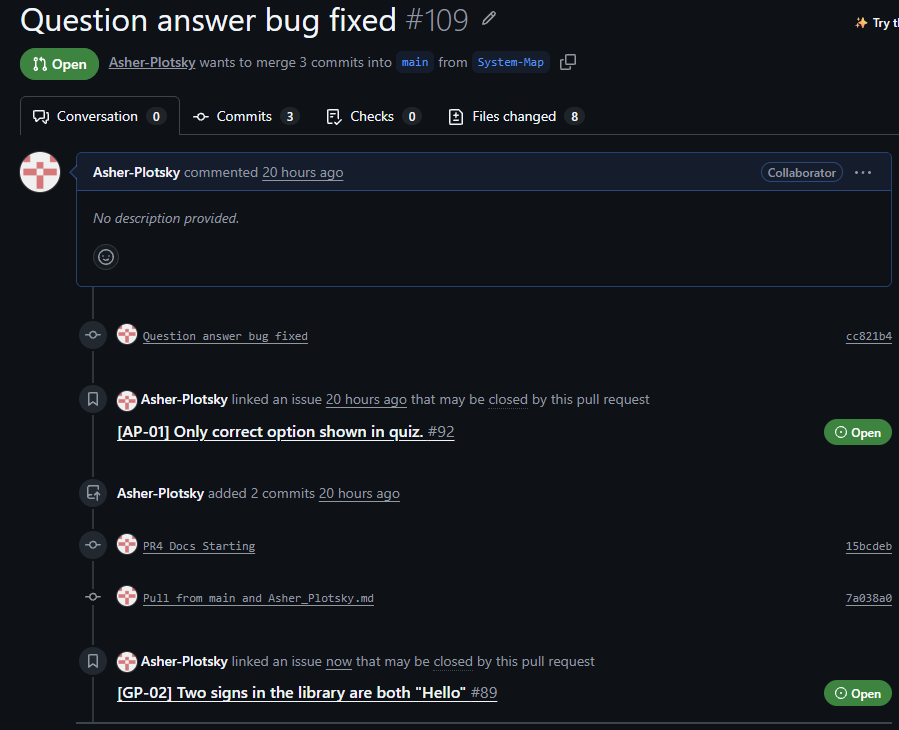 Question answer bug fixed #109
Try
Open Asher-Plotsky wants to merge 3 commits into main from System-Map
Conversation 0 Commits 3 Checks 0 Files changed 8
Asher-Plotsky commented 20 hours ago Collaborator
No description provided.
Question answer bug fixed cc821b4
Asher-Plotsky linked an issue 20 hours ago that may be closed by this pull request
[AP-01] Only correct option shown in quiz. #92 Open
Asher-Plotsky added 2 commits 20 hours ago
PR4 Docs Starting 15bcdeb
Pull from main and Asher_Plotsky.md 7a038a0
Asher-Plotsky linked an issue now that may be closed by this pull request
[GP-02] Two signs in the library are both "Hello" #89 Open